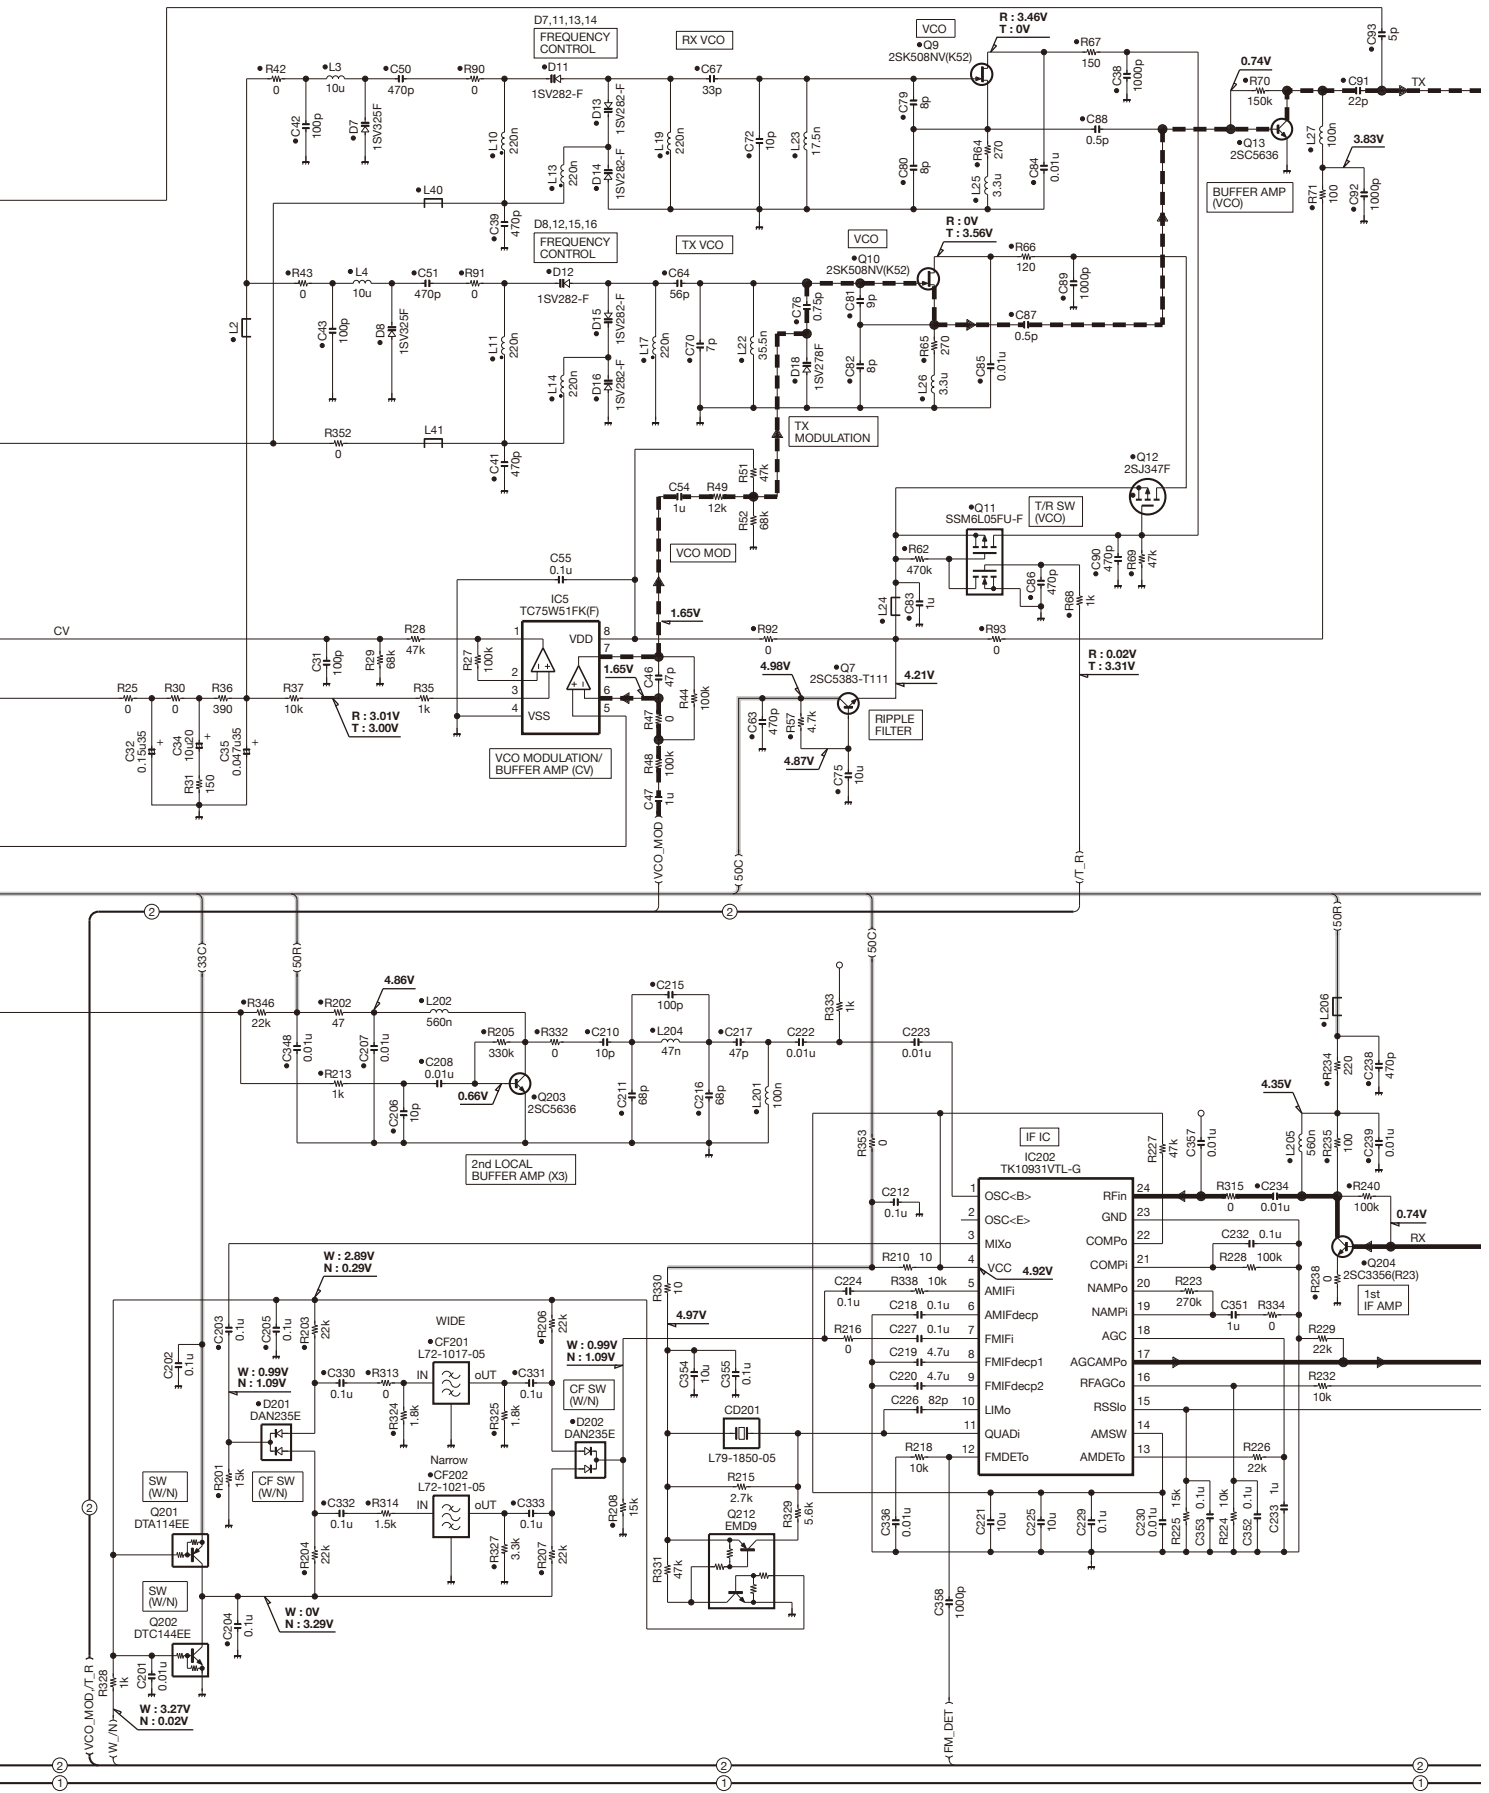 D7,11,13,14
FREQUENCY
CONTROL
RX VCO
VCO
•Q9
2SK508NV(K52)
R : 3.46V
T : 0V
•R67
150
C38
1000p
•C93
5p
•R42
0
•L3
10u
•C50
470p
•R90
0
•D11
1SV282-F
•D13
1SV282-F
•C67
33p
•C79
8p
0.74V
•R70
150k
•C91
22p
TX
•C42
100p
•D7
1SV325F
•L10
220n
•L13
220n
•D14
1SV282-F
•L19
220n
•C72
10p
•L23
17.5n
•C80
8p
•R64
270
•L25
3.3u
•C84
0.01u
•C88
0.5p
•Q13
2SC5636
•L27
100n
3.83V
•R71
100
•C92
1000p
BUFFER AMP
(VCO)
•L40
•C39
470p
D8,12,15,16
FREQUENCY
CONTROL
TX VCO
VCO
•Q10
2SK508NV(K52)
R : 0V
T : 3.56V
•R66
120
•C89
1000p
•R43
0
•L4
10u
•C51
470p
•R91
0
•D12
1SV282-F
•D15
1SV282-F
•C64
56p
•C76
0.75p
•C81
9p
•C87
0.5p
•L2
•C43
100p
•D8
1SV325F
•L11
220n
•L14
220n
•D16
1SV282-F
•L17
220n
•C70
7p
•L22
35.5n
•D18
1SV278F
•C82
8p
•R65
270
•L26
3.3u
•C85
0.01u
TX
MODULATION
R352
0
L41
•C41
470p
R51
47k
C54
1u
R49
12k
R52
68k
VCO MOD
•Q12
2SJ347F
•Q11
SSM6L05FU-F
T/R SW
(VCO)
•R62
470k
•C90
470p
•R69
47k
•L24
•C83
1u
•C86
470p
•R68
1k
C55
0.1u
IC5
TC75W51FK(F)
1
2
3
4
VSS
VDD
8
7
6
5
1.65V
1.65V
CV
C31
100p
R29
68k
R28
47k
R27
100k
•R92
0
•R93
0
R : 0.02V
T : 3.31V
4.98V
•Q7
2SC5383-T111
4.21V
RIPPLE
FILTER
C46
47p
R44
100k
R47
0
R48
100k
C47
1u
R25
0
R30
0
R36
390
R37
10k
R35
1k
R : 3.01V
T : 3.00V
C32
0.15u35
+
C34
10u20
+
C35
0.047u35
+
R31
150
VCO MODULATION/
BUFFER AMP (CV)
•C63
470p
•R57
4.7k
4.87V
•C75
10u
VCO_MOD
50C
/T_R
2
2
33C
50R
50C
50R
•R346
22k
•R202
47
4.86V
•L202
560n
•C348
0.01u
•C207
0.01u
•R213
1k
•C208
0.01u
•C206
10p
0.66V
•R205
330k
•Q203
2SC5636
2nd LOCAL
BUFFER AMP (X3)
•R332
0
•C210
10p
•C215
100p
•L204
47n
•C217
47p
•C211
68p
•C216
68p
•L201
100n
C222
0.01u
R333
1k
C223
0.01u
•L206
•R234
220
•C238
470p
4.35V
•L205
560n
•R235
100
•C239
0.01u
R353
0
IF IC
IC202
TK10931VTL-G
R227
47k
C357
0.01u
1
OSC<B>
2
OSC<E>
3
MIXo
4
VCC
5
AMIFi
6
AMIFdecp
7
FMIFi
8
FMIFdecp1
9
FMIFdecp2
10
LIMo
11
QUADi
12
FMDETo
RFin
24
GND
23
COMPo
22
COMPi
21
NAMPo
20
NAMPi
19
AGC
18
AGCAMPo
17
RFAGCo
16
RSSIo
15
AMSW
14
AMDETo
13
4.92V
C212
0.1u
R210
10
C224
0.1u
R338
10k
C218
0.1u
R216
0
C227
0.1u
C219
4.7u
C220
4.7u
C226
82p
R218
10k
R315
0
•C234
0.01u
•R240
100k
0.74V
RX
C232
0.1u
R228
100k
•R238
0
•Q204
2SC3356(R23)
1st
IF AMP
R223
270k
C351
1u
R334
0
R229
22k
R232
10k
R226
22k
R225
15k
C353
0.1u
R224
10k
C352
0.1u
C233
1u
C336
0.01u
C221
10u
C225
10u
C229
0.1u
C230
0.01u
W : 2.89V
N : 0.29V
•C203
0.1u
•C205
0.1u
•R203
22k
C202
0.1u
W : 0.99V
N : 1.09V
•D201
DAN235E
CF SW
(W/N)
•R201
15k
WIDE
•CF201
L72-1017-05
IN
oUT
•C330
0.1u
•R313
0
•R324
1.8k
•R325
1.8k
•C331
0.1u
•R206
22k
W : 0.99V
N : 1.09V
CF SW
(W/N)
•D202
DAN235E
Narrow
•CF202
L72-1021-05
IN
oUT
•C332
0.1u
•R314
1.5k
•R327
3.3k
•C333
0.1u
•R204
22k
•R207
22k
•R208
15k
R330
10
4.97V
C354
10u
C355
0.1u
CD201
L79-1850-05
R215
2.7k
Q212
EMD9
R329
5.6k
R331
47k
SW
(W/N)
Q201
DTA114EE
SW
(W/N)
Q202
DTC144EE
•C204
0.1u
W : 0V
N : 3.29V
C201
0.01u
R328
1k
W : 3.27V
N : 0.02V
2
VCO_MOD,/T_R
W_/N
C358
1000p
FM_DET
2
2
2
1
1
1